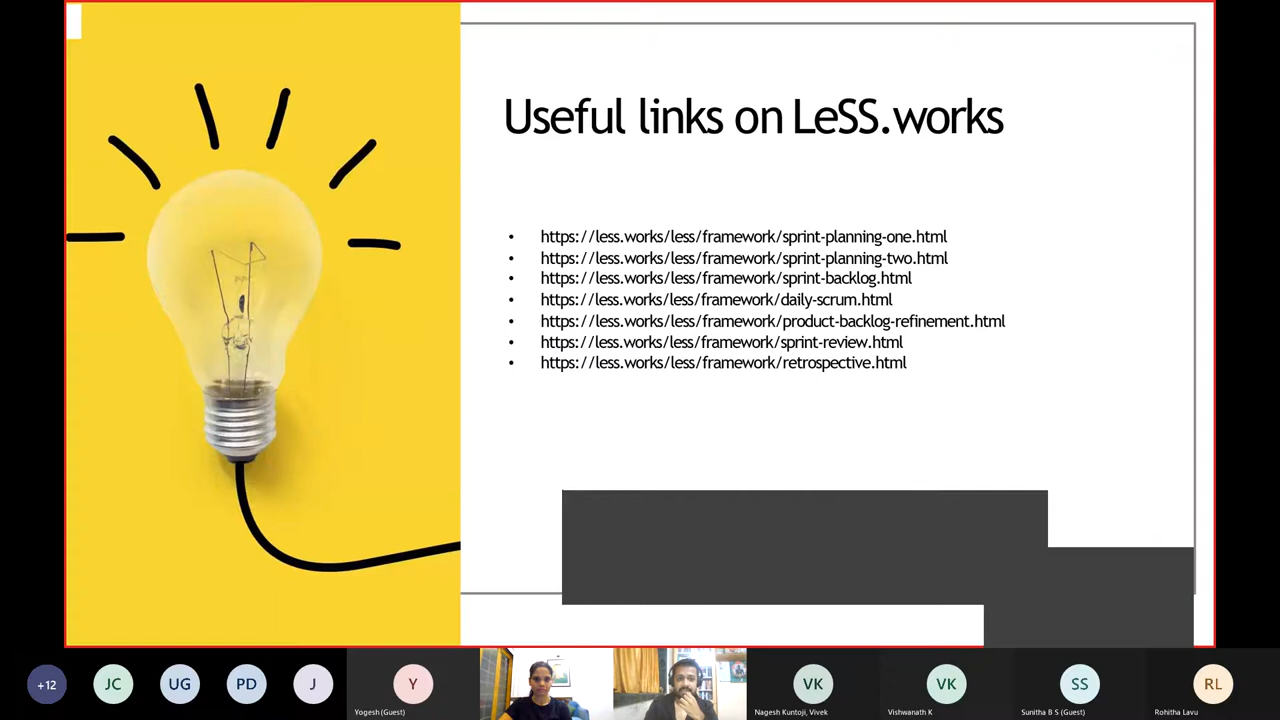 Useful links on LeSS.works
• https://less.works/less/framework/sprint-planning-one.html
• https://less.works/less/framework/sprint-planning-two.html
• https://less.works/less/framework/sprint-backlog.html
• https://less.works/less/framework/daily-scrum.html
• https://less.works/less/framework/product-backlog-refinement.html
• https://less.works/less/framework/sprint-review.html
• https://less.works/less/framework/retrospective.html
+12 JC UG PD J Y VK VK SS RL
Yogesh (Guest) Nagesh Kuntoji, Vivek Vishwanath K Sunitha B S (Guest) Rohitha Lavu